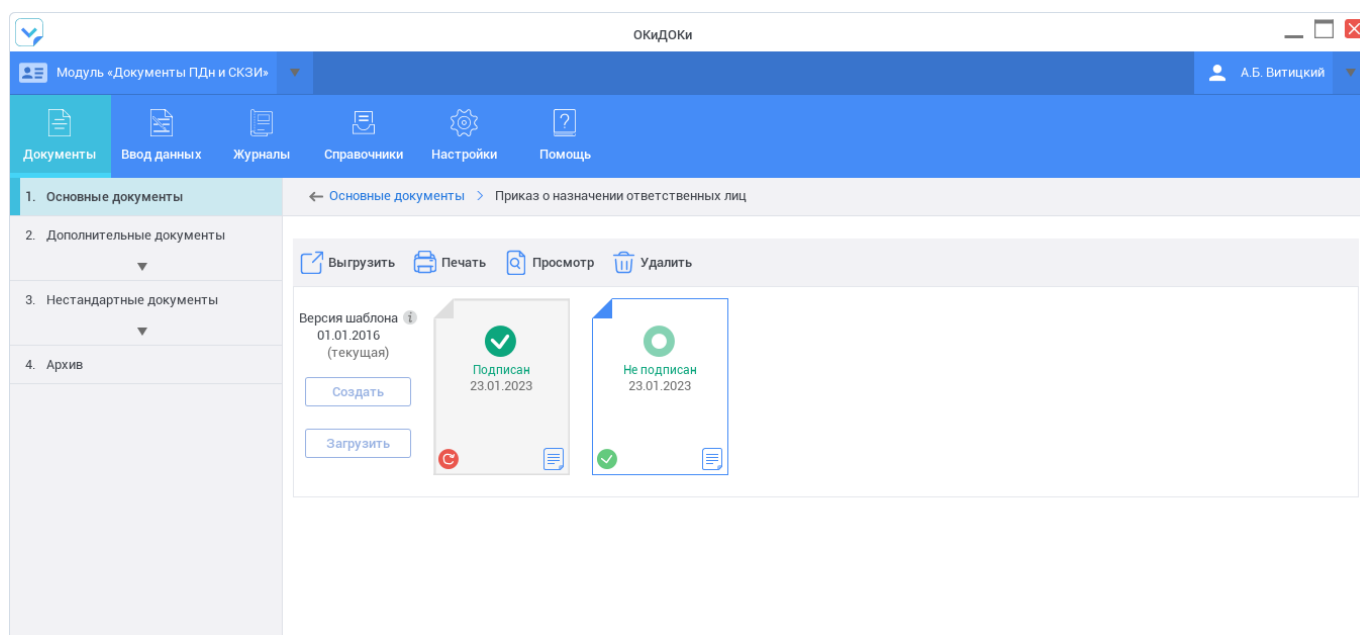 ОКиДОКи
Модуль «Документы ПДн и СКЗИ»
А.Б. Витицкий
Документы
Ввод данных
Журналы
Справочники
Настройки
Помощь
1. Основные документы
← Основные документы > Приказ о назначении ответственных лиц
2. Дополнительные документы
3. Нестандартные документы
4. Архив
Выгрузить
Печать
Просмотр
Удалить
Версия шаблона i
01.01.2016
(текущая)
Создать
Загрузить
Подписан
23.01.2023
Не подписан
23.01.2023